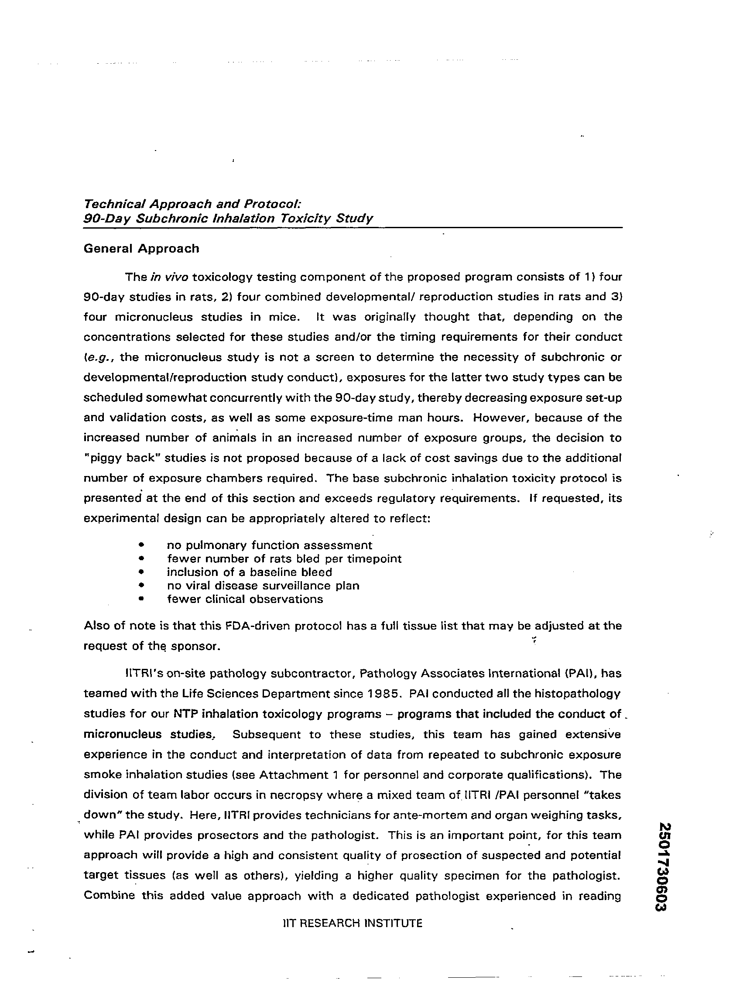 Technical Approach and Protocol:
90-Day Subchronic Inhalation Toxicity Study
General Approach
The in vivo toxicology testing component of the proposed program consists of 1) four
90-day studies in rats, 2) four combined developmental/ reproduction studies in rats and 3)
four micronucleus studies in mice. It was originally thought that, depending on the
concentrations selected for these studies and/or the timing requirements for their conduct
(e.g., the micronucleus study is not a screen to determine the necessity of subchronic or
developmental/reproduction study conduct), exposures for the latter two study types can be
scheduled somewhat concurrently with the 90-day study, thereby decreasing exposure set-up
and validation costs, as well as some exposure-time man hours. However, because of the
increased number of animals in an increased number of exposure groups, the decision to
"piggy back" studies is not proposed because of a lack of cost savings due to the additional
number of exposure chambers required. The base subchronic inhalation toxicity protocol is
presented at the end of this section and exceeds regulatory requirements. If requested, its
experimental design can be appropriately altered to reflect:
• no pulmonary function assessment
• fewer number of rats bled per timepoint
• inclusion of a baseline bleed
• no viral disease surveillance plan
• fewer clinical observations
Also of note is that this FDA-driven protocol has a full tissue list that may be adjusted at the
request of the sponsor.
IITRI's on-site pathology subcontractor, Pathology Associates International (PAI), has
teamed with the Life Sciences Department since 1985. PAI conducted all the histopathology
studies for our NTP inhalation toxicology programs – programs that included the conduct of
micronucleus studies, Subsequent to these studies, this team has gained extensive
experience in the conduct and interpretation of data from repeated to subchronic exposure
smoke inhalation studies (see Attachment 1 for personnel and corporate qualifications). The
division of team labor occurs in necropsy where a mixed team of IITRI /PAI personnel "takes
down" the study. Here, IITRI provides technicians for ante-mortem and organ weighing tasks,
while PAI provides prosectors and the pathologist. This is an important point, for this team
approach will provide a high and consistent quality of prosection of suspected and potential
target tissues (as well as others), yielding a higher quality specimen for the pathologist.
Combine this added value approach with a dedicated pathologist experienced in reading
IIT RESEARCH INSTITUTE
2501730603